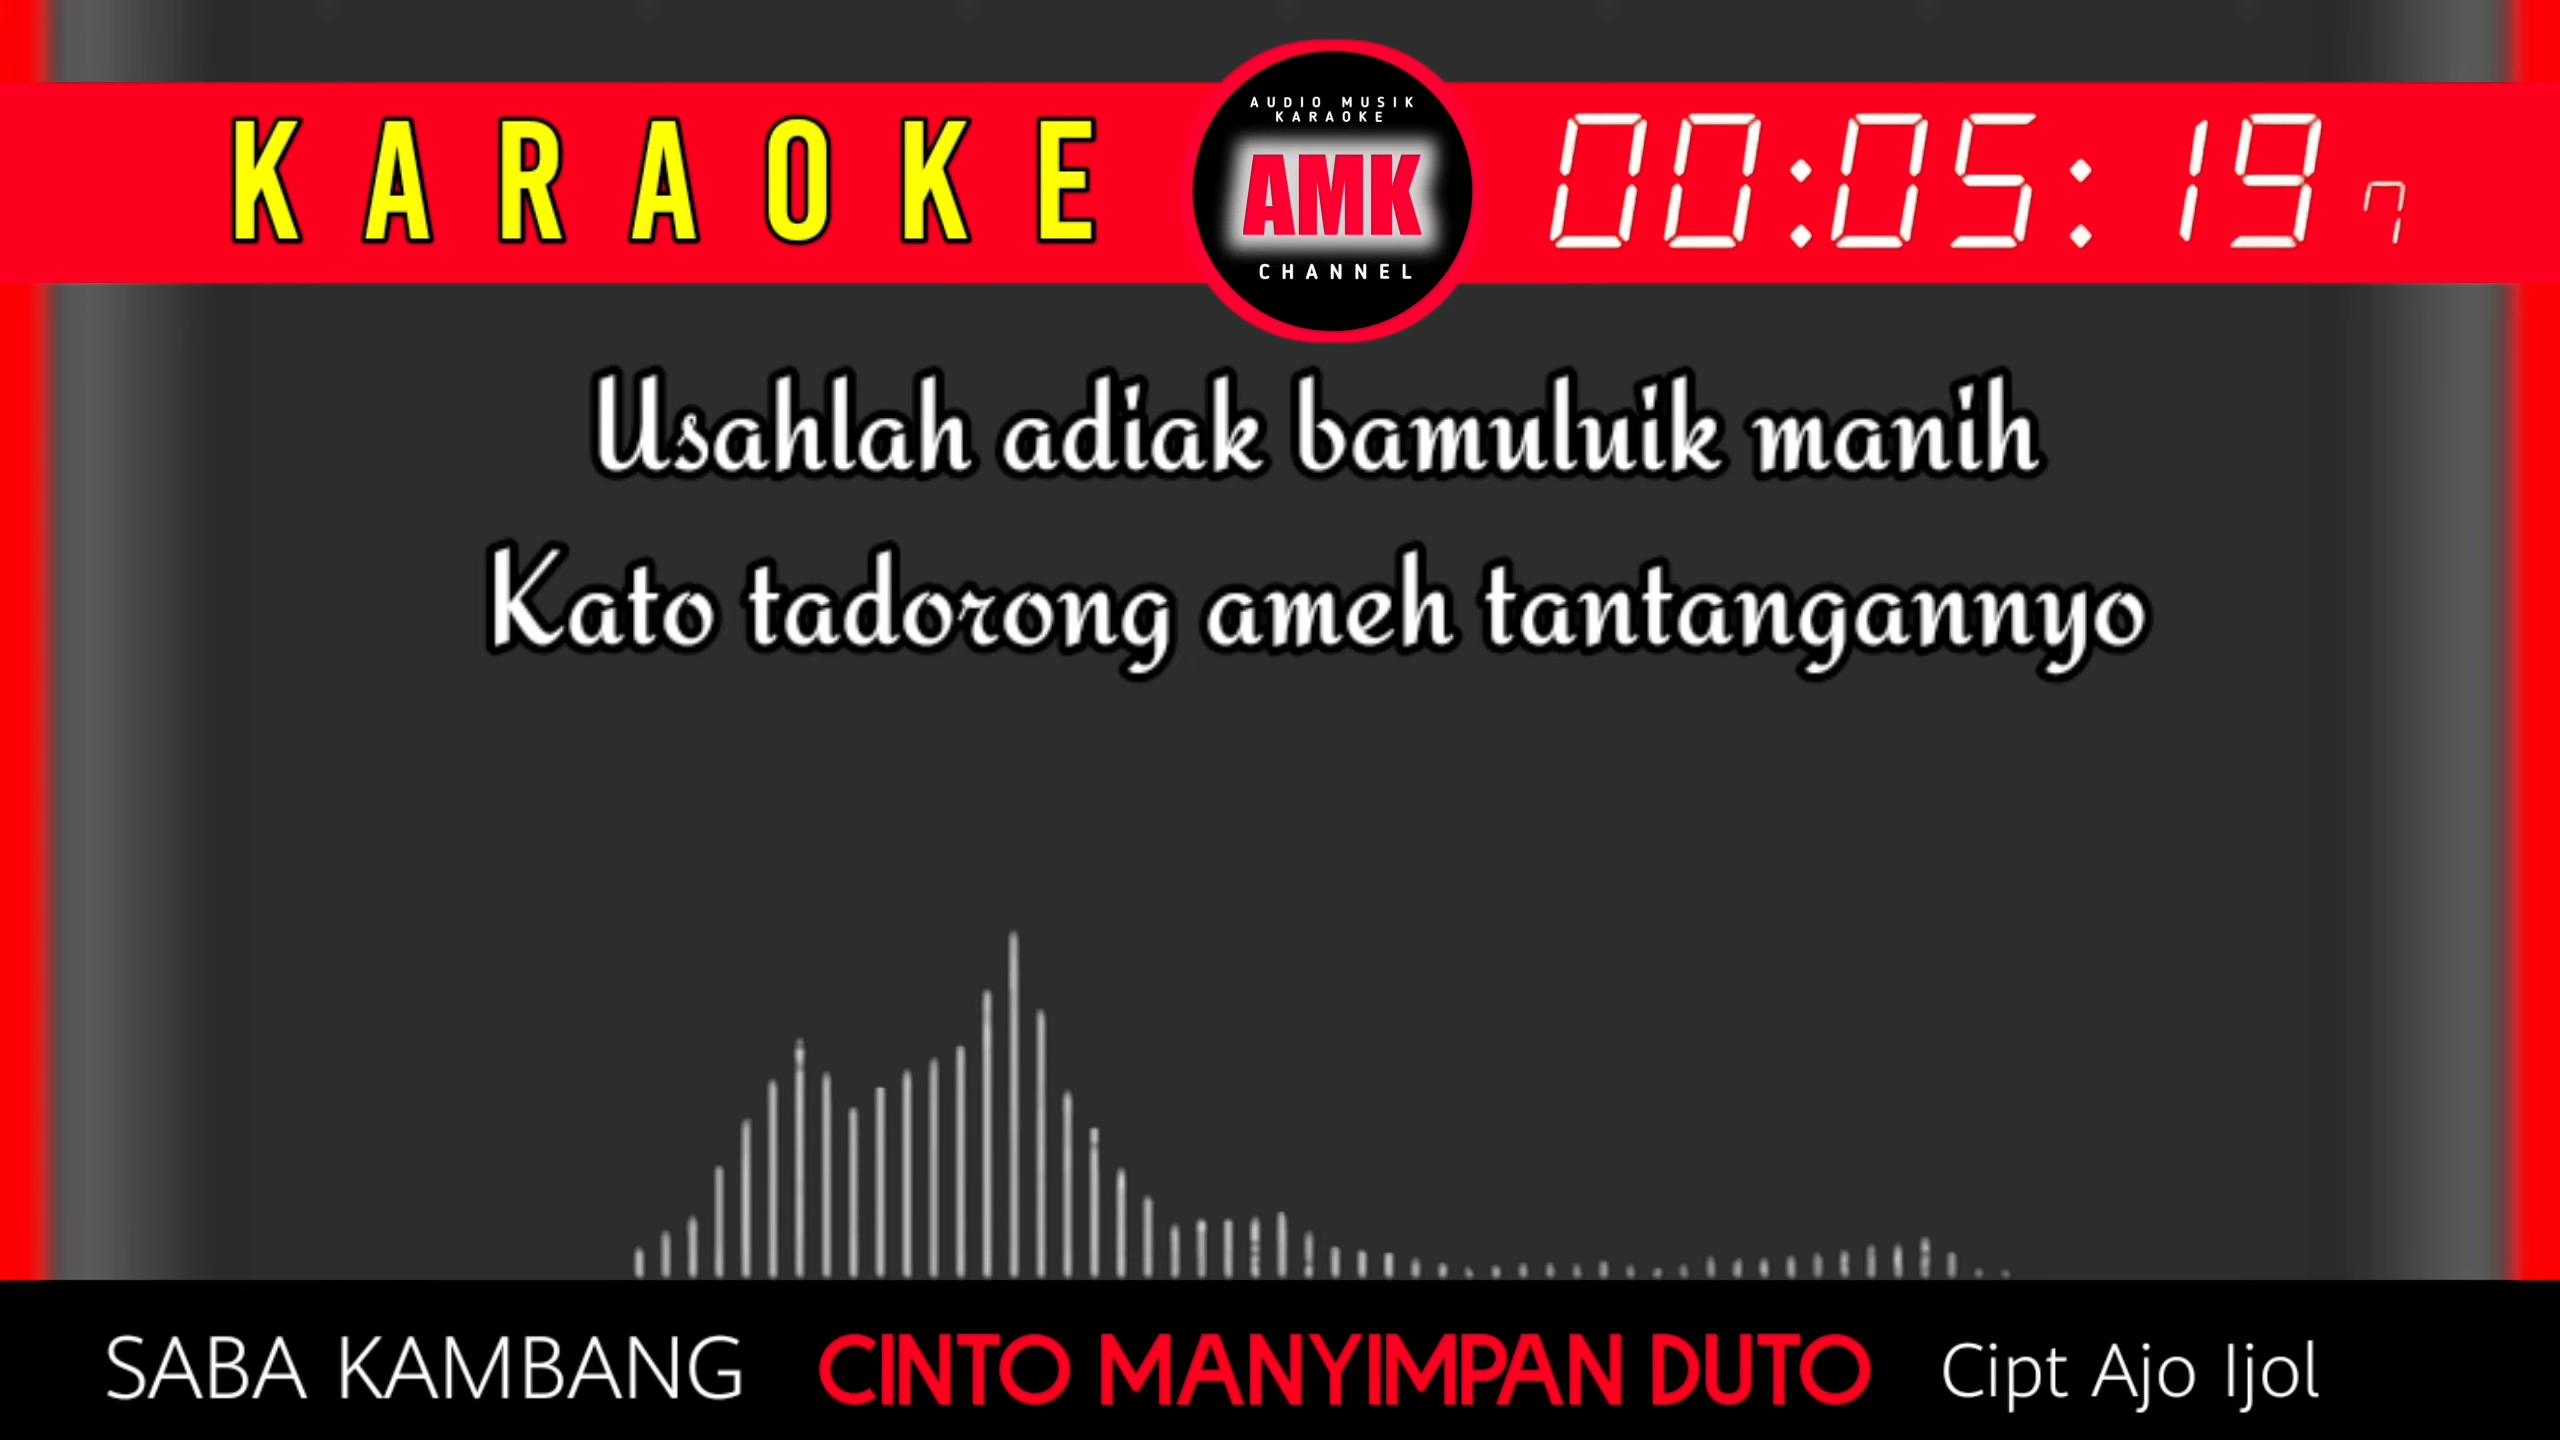 KARAOKE
AUDIO MUSIK
KARAOKE
AMK
CHANNEL
00:05:19 7
Usahlah adiak bamuluik manih
Kato tadorong ameh tantangannyo
SABA KAMBANG CINTO MANYIMPAN DUTO Cipt Ajo Ijol